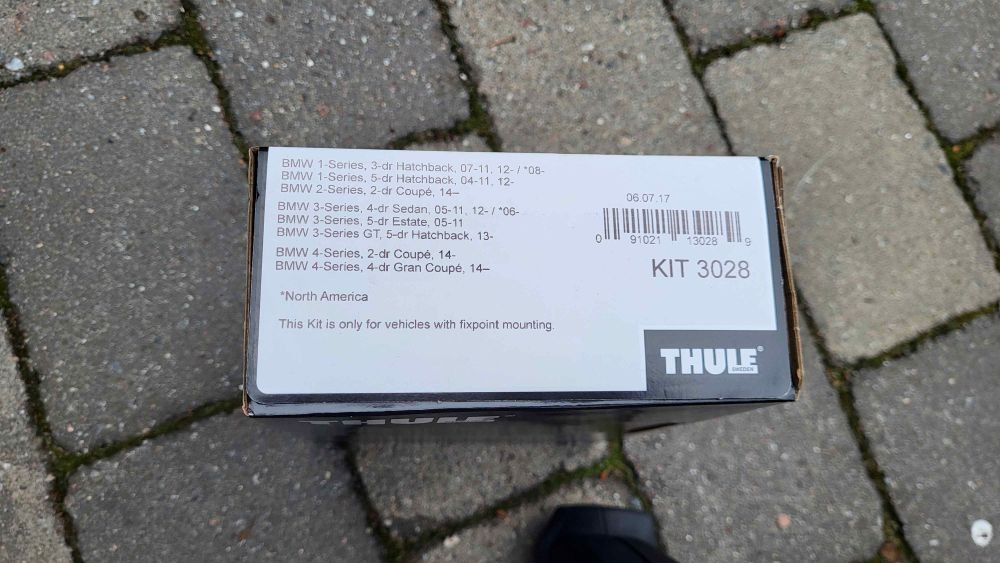 BMW 1-Series, 3-dr Hatchback, 07-11, 12- / *08-
BMW 1-Series, 5-dr Hatchback, 04-11, 12-
BMW 2-Series, 2-dr Coupé, 14–
BMW 3-Series, 4-dr Sedan, 05-11, 12- / *06-
BMW 3-Series, 5-dr Estate, 05-11
BMW 3-Series GT, 5-dr Hatchback, 13-
BMW 4-Series, 2-dr Coupé, 14-
BMW 4-Series, 4-dr Gran Coupé, 14–
*North America
This Kit is only for vehicles with fixpoint mounting.
06.07.17
0 91021 13028 9
KIT 3028
THULE®
SWEDEN
THULE